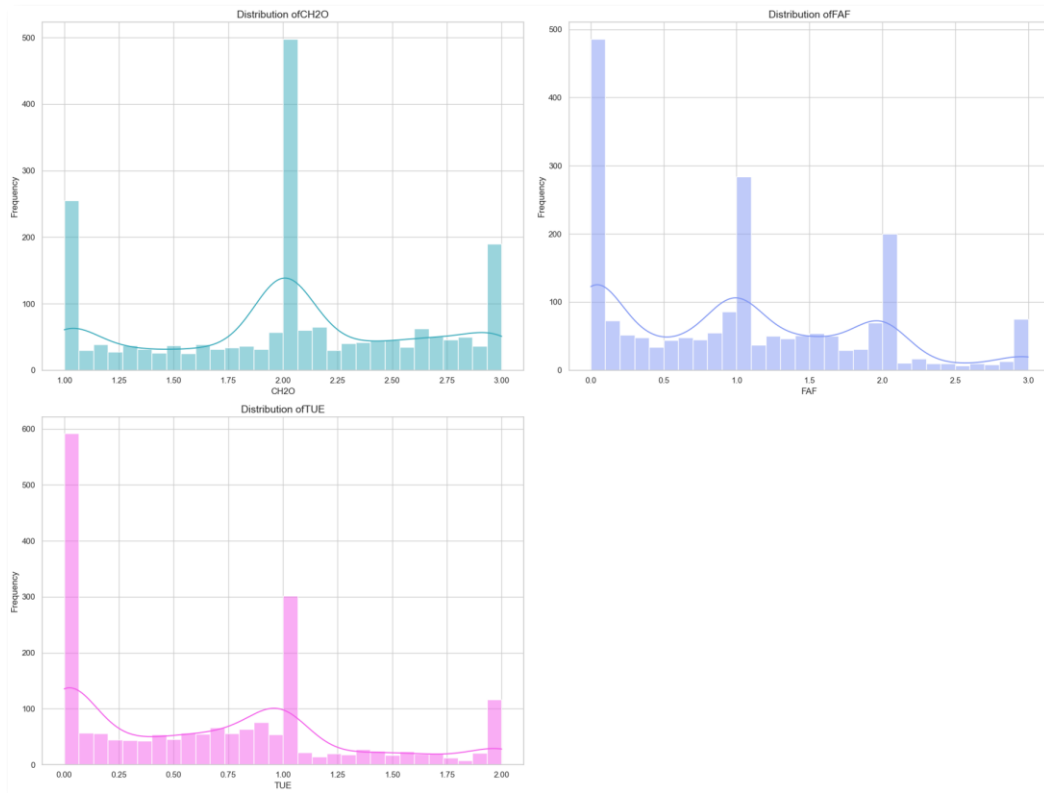 Distribution ofCH2O
500
400
300
200
100
0
Frequency
1.00 1.25 1.50 1.75 2.00 2.25 2.50 2.75 3.00
CH2O
Distribution ofFAF
500
400
300
200
100
0
Frequency
0.0 0.5 1.0 1.5 2.0 2.5 3.0
FAF
Distribution ofTUE
600
500
400
300
200
100
0
Frequency
0.00 0.25 0.50 0.75 1.00 1.25 1.50 1.75 2.00
TUE